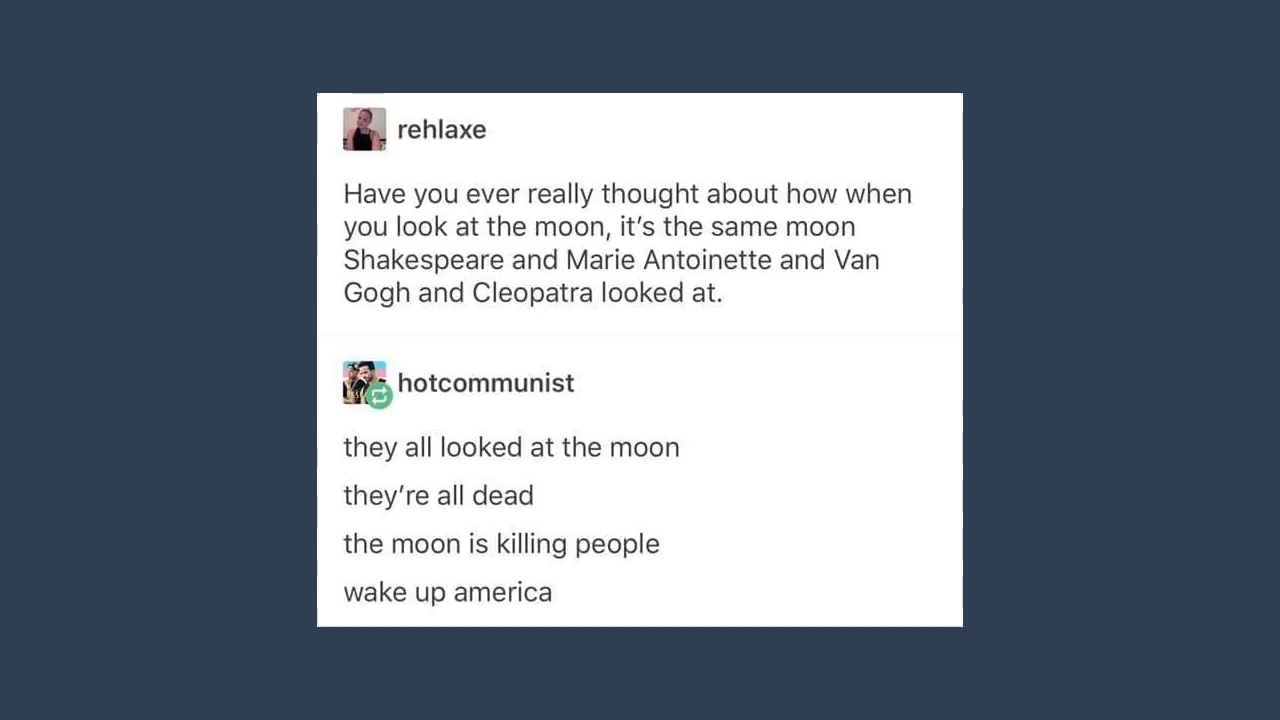 rehlaxe
Have you ever really thought about how when
you look at the moon, it’s the same moon
Shakespeare and Marie Antoinette and Van
Gogh and Cleopatra looked at.
hotcommunist
they all looked at the moon
they’re all dead
the moon is killing people
wake up america